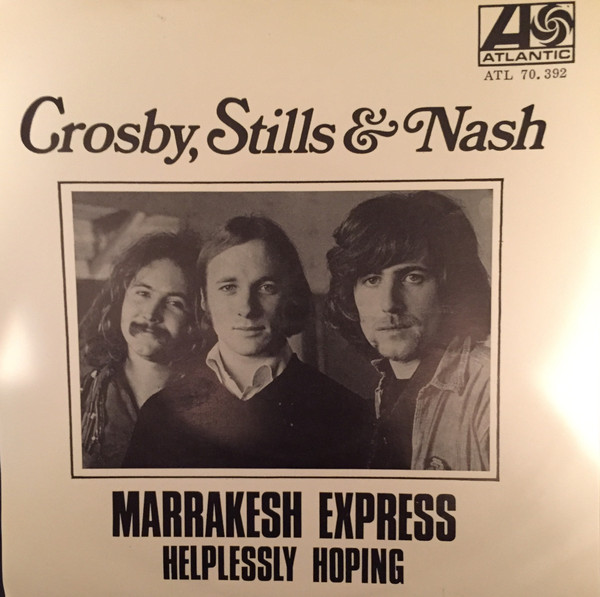 ATLANTIC
ATL 70.392
Crosby, Stills & Nash
MARRAKESH EXPRESS
HELPLESSLY HOPING